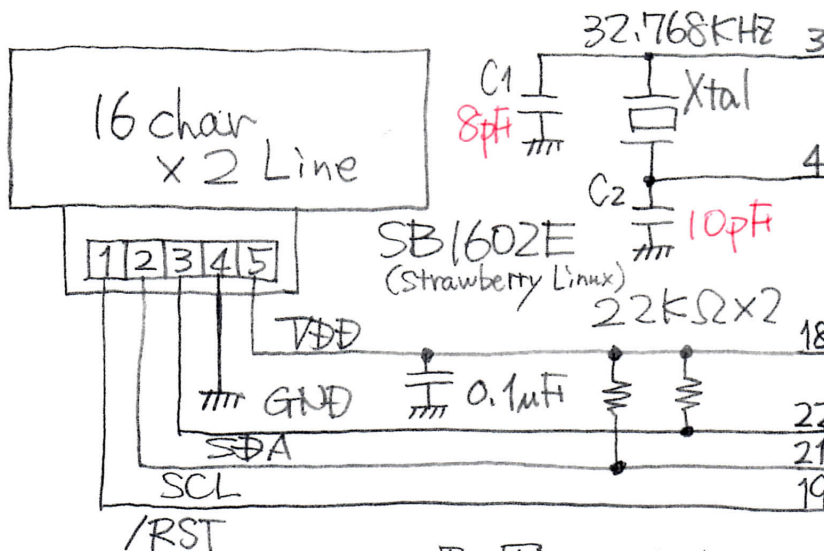 32.768KHz 3
16 char
x 2 Line
C1
8pF
Xtal
4
C2
10pF
SB1602E
(Strawberry Linux)
1 2 3 4 5
22KΩx2
VDD
18
GND
0.1μF
22
SDA
21
SCL
19
/RST